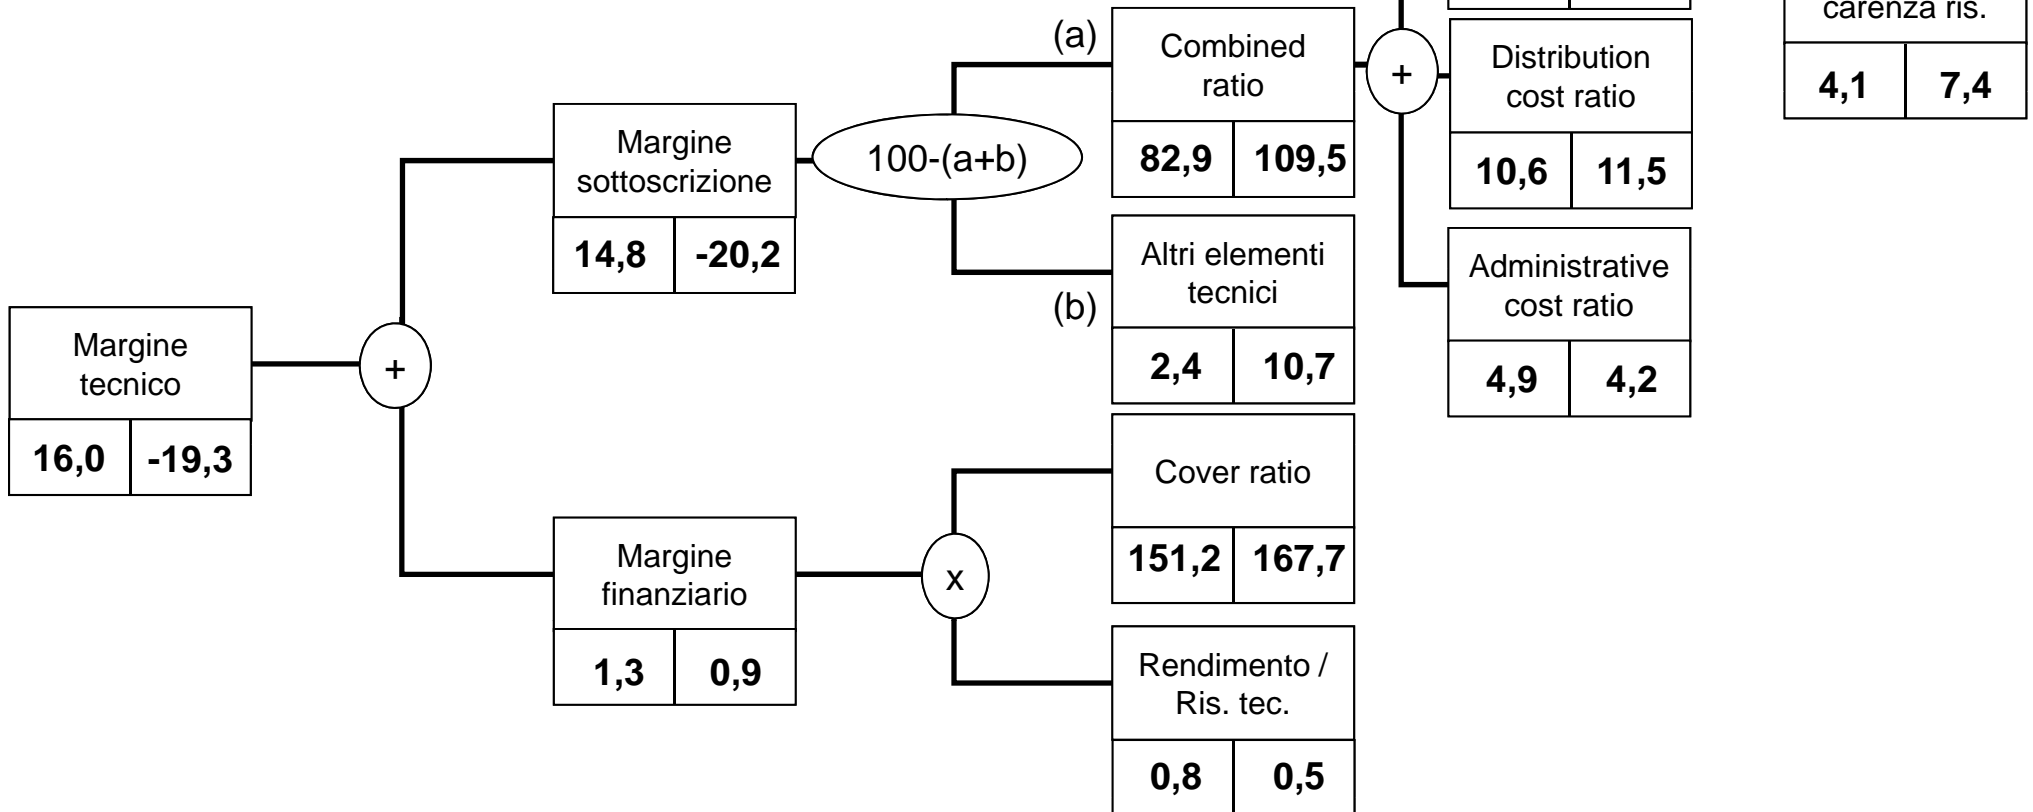 carenza ris.
4,1 7,4
(a)
Combined
ratio
82,9 109,5
+
Distribution
cost ratio
10,6 11,5
Margine
sottoscrizione
14,8 -20,2
100-(a+b)
Altri elementi
tecnici
(b)
2,4 10,7
Administrative
cost ratio
4,9 4,2
Margine
tecnico
16,0 -19,3
+
Cover ratio
151,2 167,7
Margine
finanziario
1,3 0,9
x
Rendimento /
Ris. tec.
0,8 0,5